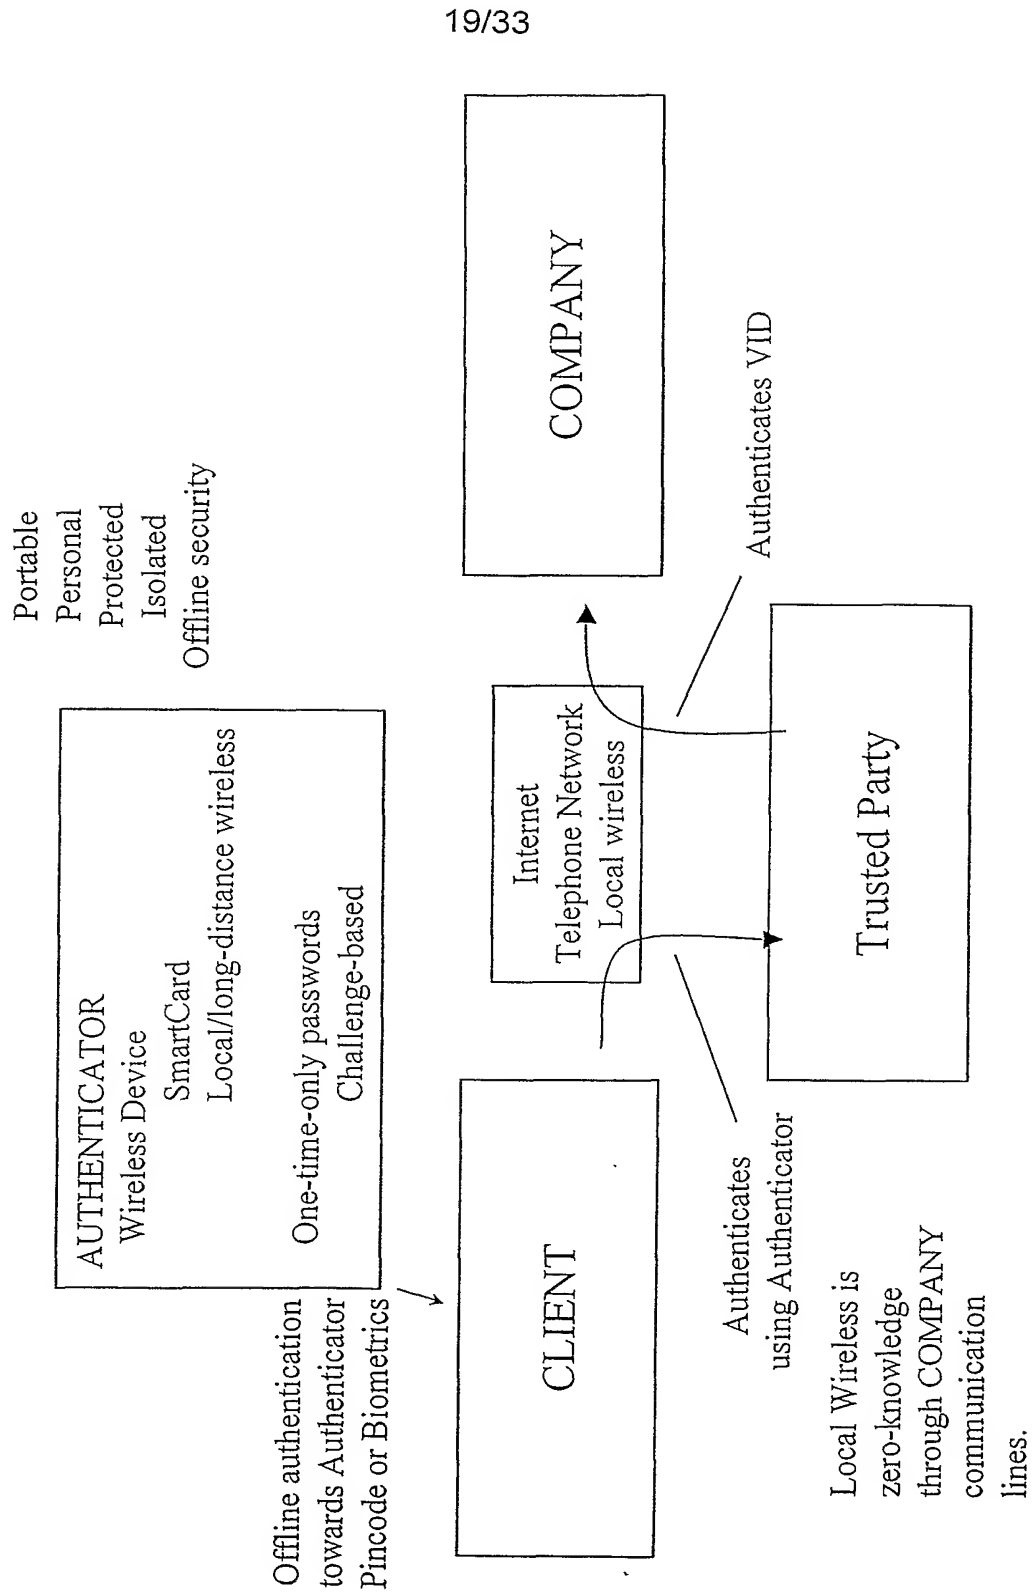 19/33
Portable
Personal
Protected
Isolated
Offline security
AUTHENTICATOR
Wireless Device
SmartCard
Local/long-distance wireless
One-time-only passwords
Challenge-based
Offline authentication
towards Authenticator
Pincode or Biometrics
CLIENT
Internet
Telephone Network
Local wireless
COMPANY
Authenticates
using Authenticator
Authenticates VID
Trusted Party
Local Wireless is
zero-knowledge
through COMPANY
communication
lines.